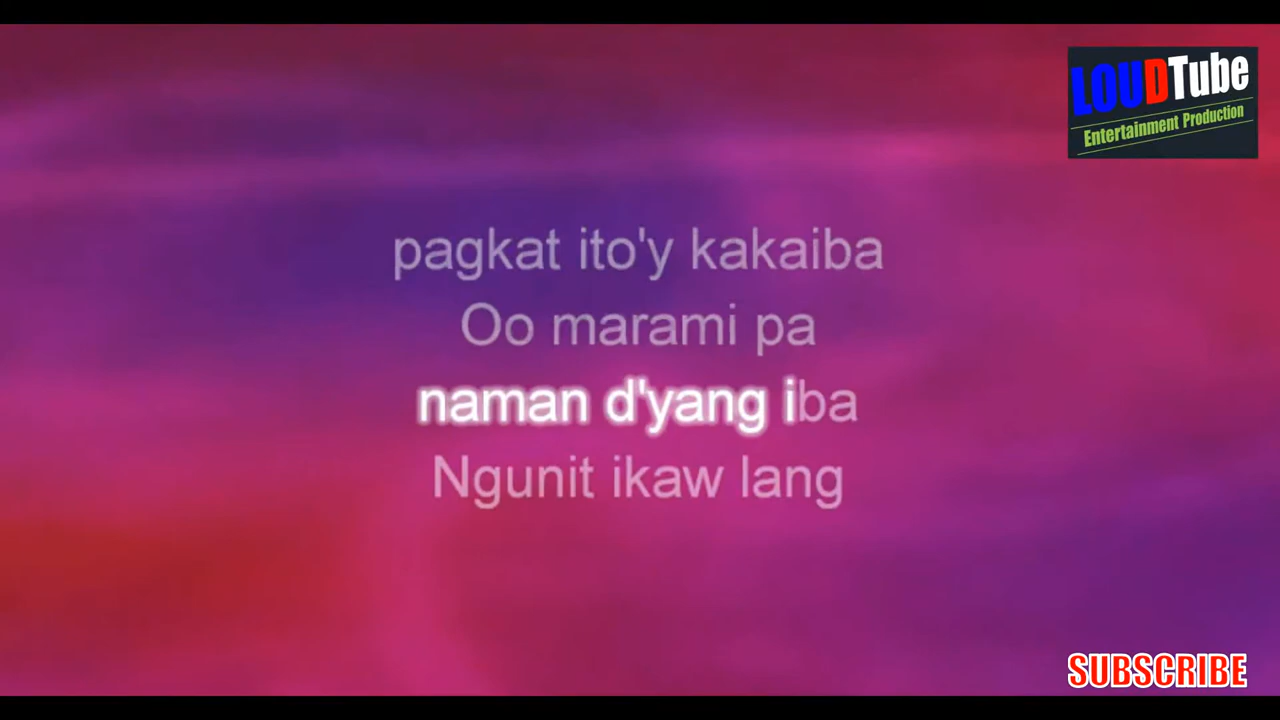 LOUDTube
Entertainment Production
pagkat ito'y kakaiba
Oo marami pa
naman d'yang iba
Ngunit ikaw lang
SUBSCRIBE